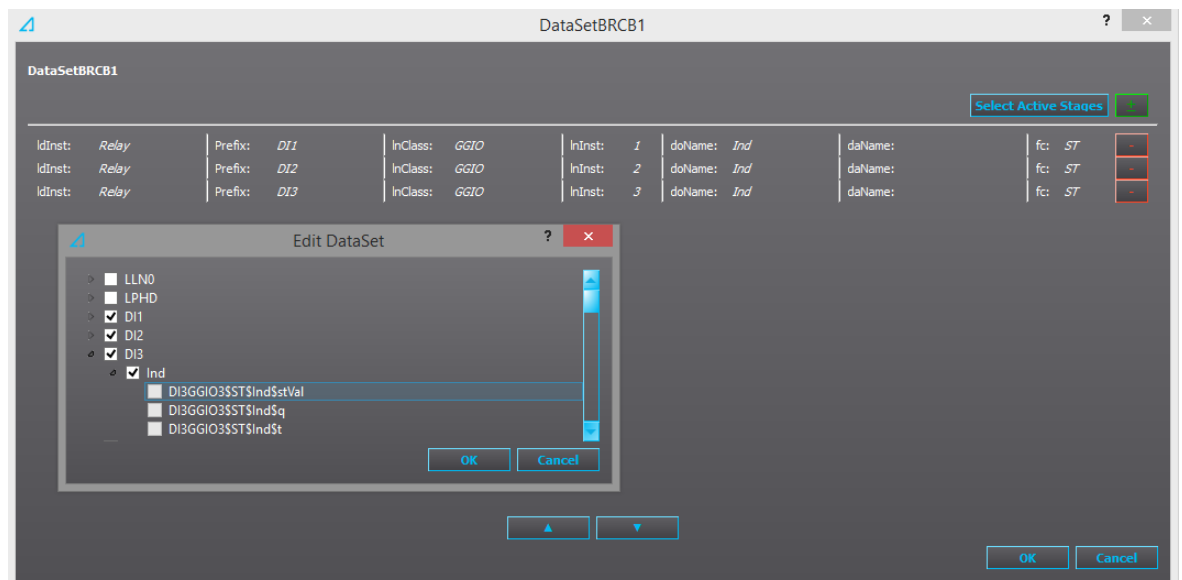 DataSetBRCB1 ? ×
DataSetBRCB1
Select Active Stages ±
ldInst: Relay Prefix: DI1 lnClass: GGIO lnInst: 1 doName: Ind daName: fc: ST -
ldInst: Relay Prefix: DI2 lnClass: GGIO lnInst: 2 doName: Ind daName: fc: ST -
ldInst: Relay Prefix: DI3 lnClass: GGIO lnInst: 3 doName: Ind daName: fc: ST -
Edit DataSet ? ×
LLN0
LPHD
DI1
DI2
DI3
Ind
DI3GGIO3$ST$Ind$stVal
DI3GGIO3$ST$Ind$q
DI3GGIO3$ST$Ind$t
OK Cancel
OK Cancel